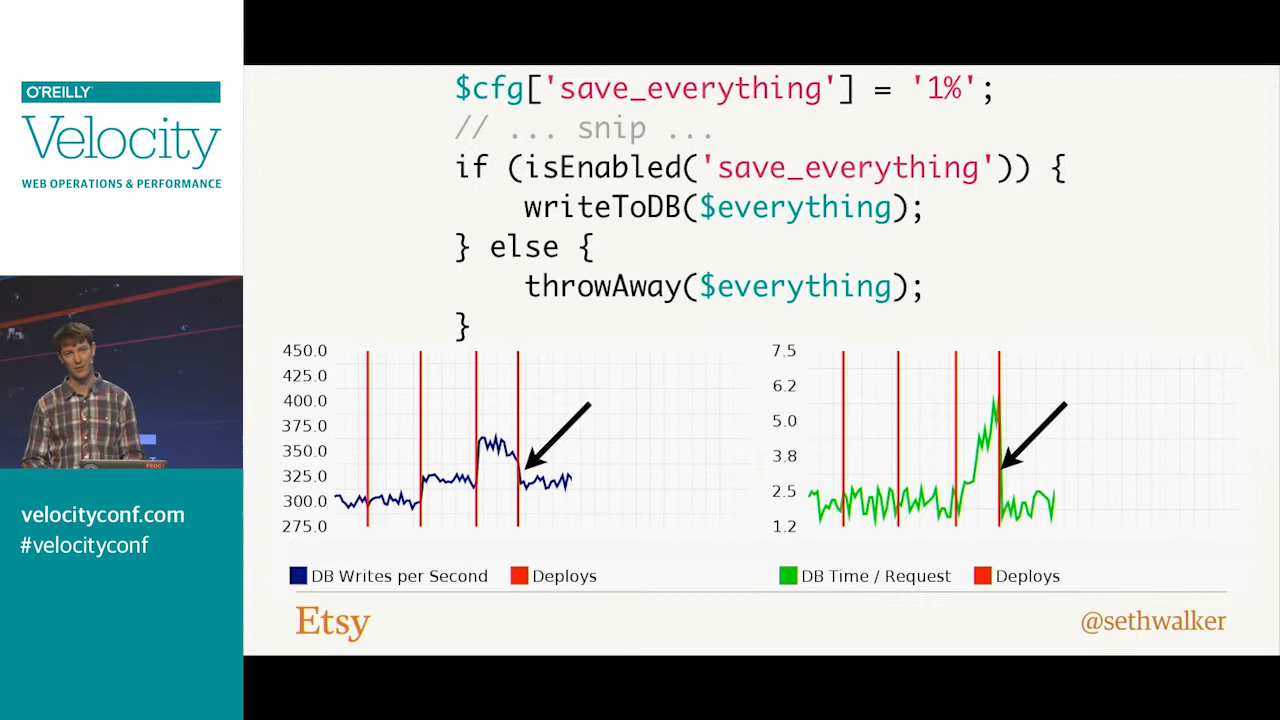 O'REILLY
Velocity
WEB OPERATIONS & PERFORMANCE
velocityconf.com
#velocityconf
$cfg['save_everything'] = '1%';
// ... snip ...
if (isEnabled('save_everything')) {
writeToDB($everything);
} else {
throwAway($everything);
}
450.0
425.0
400.0
375.0
350.0
325.0
300.0
275.0
DB Writes per Second
Deploys
7.5
6.2
5.0
3.8
2.5
1.2
DB Time / Request
Deploys
Etsy
@sethwalker